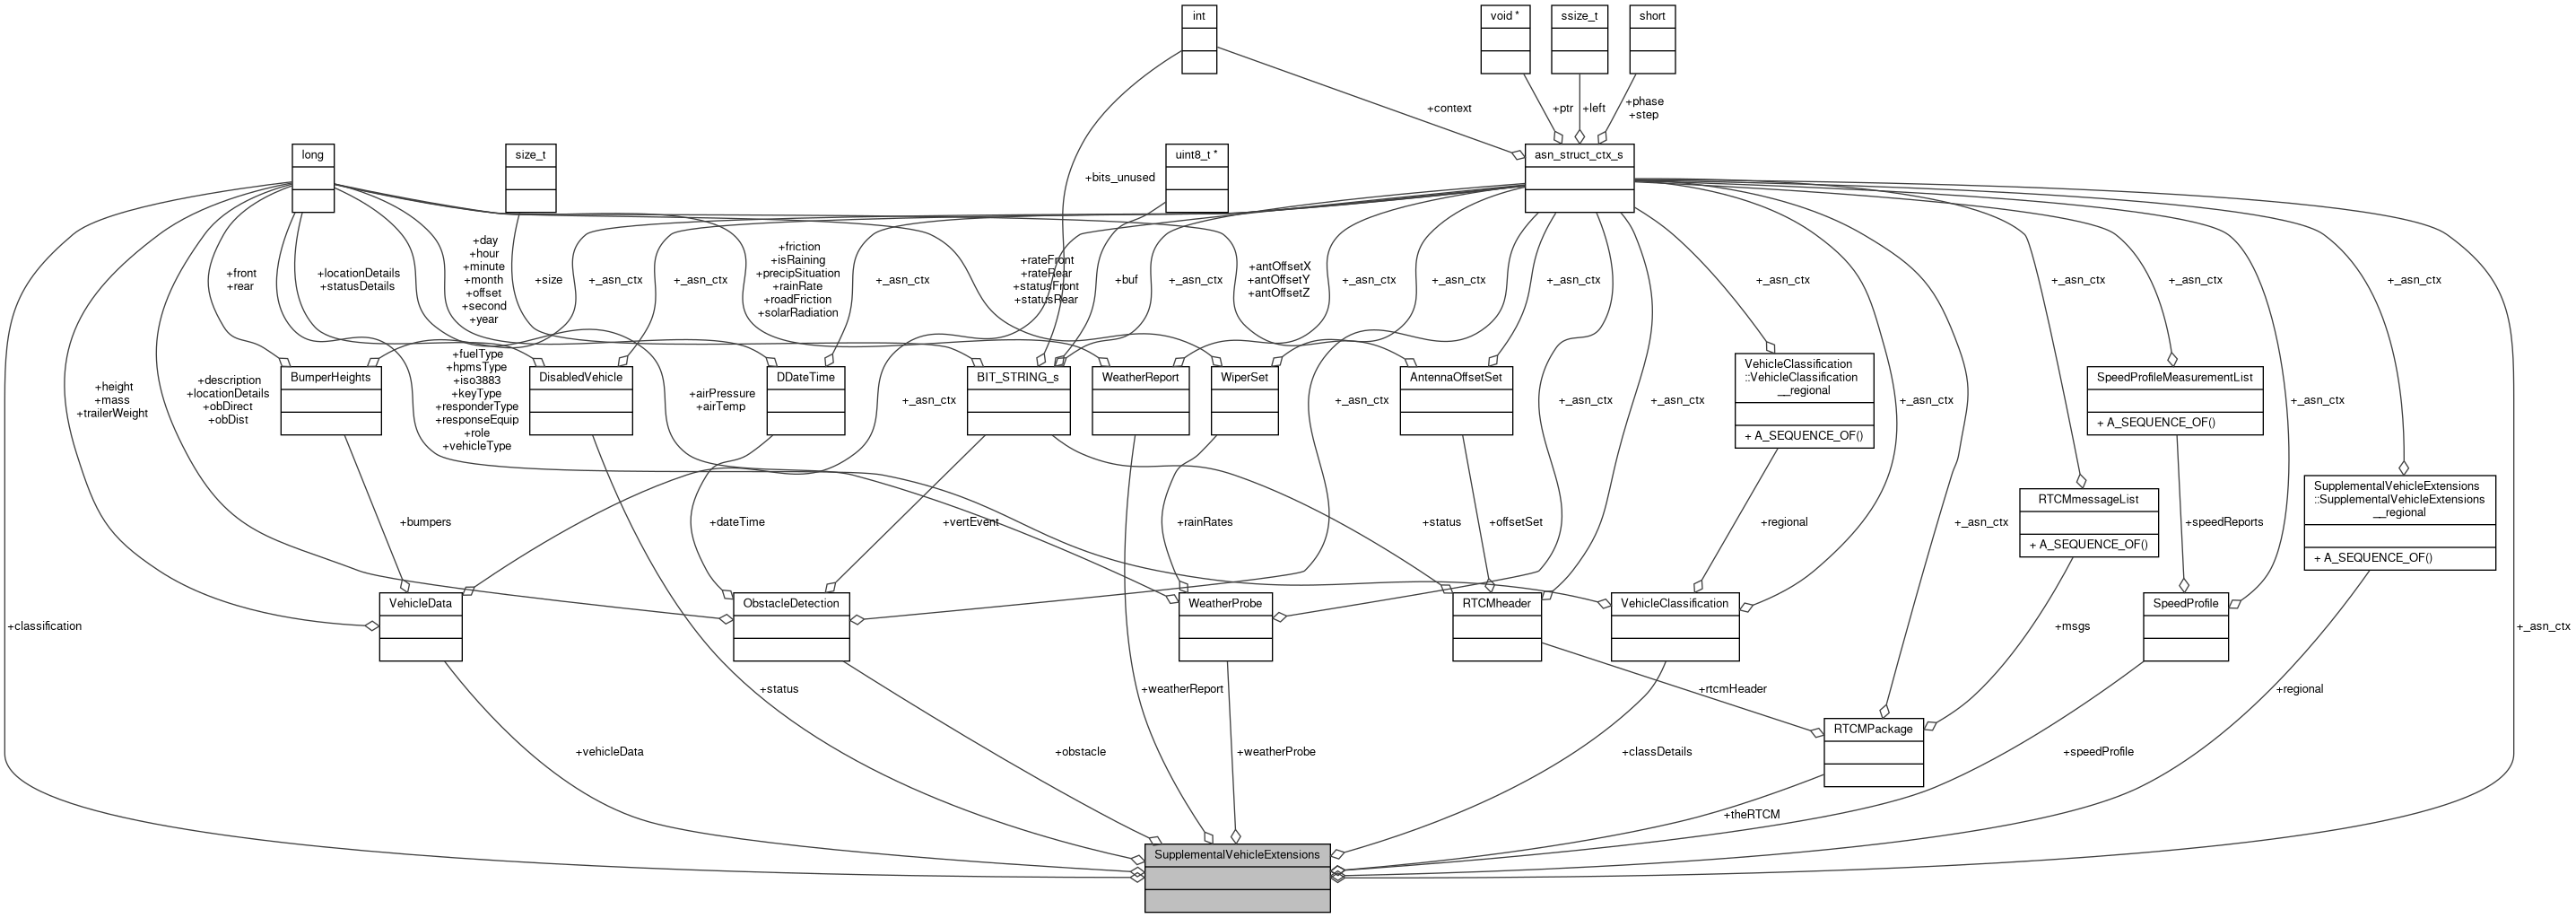 int
void *
ssize_t
short
+context
+ptr
+left
+phase
+step
long
size_t
uint8_t *
asn_struct_ctx_s
+bits_unused
+front
+rear
+locationDetails
+statusDetails
+day
+hour
+minute
+month
+offset
+second
+year
+size
+_asn_ctx
+_asn_ctx
+friction
+isRaining
+precipSituation
+rainRate
+roadFriction
+solarRadiation
+_asn_ctx
+rateFront
+rateRear
+statusFront
+statusRear
+buf
+_asn_ctx
+antOffsetX
+antOffsetY
+antOffsetZ
+_asn_ctx
+_asn_ctx
+_asn_ctx
+_asn_ctx
+_asn_ctx
+_asn_ctx
+_asn_ctx
+height
+mass
+trailerWeight
+description
+locationDetails
+obDirect
+obDist
BumperHeights
+fuelType
+hpmsType
+iso3883
+keyType
+responderType
+responseEquip
+role
+vehicleType
DisabledVehicle
+airPressure
+airTemp
DDateTime
+_asn_ctx
BIT_STRING_s
WeatherReport
WiperSet
+_asn_ctx
AntennaOffsetSet
+_asn_ctx
+_asn_ctx
VehicleClassification
::VehicleClassification
__regional
+ A_SEQUENCE_OF()
+_asn_ctx
SpeedProfileMeasurementList
+ A_SEQUENCE_OF()
+_asn_ctx
+bumpers
+dateTime
+vertEvent
+rainRates
+status
+offsetSet
+regional
+_asn_ctx
RTCMmessageList
+ A_SEQUENCE_OF()
+speedReports
SupplementalVehicleExtensions
::SupplementalVehicleExtensions
__regional
+ A_SEQUENCE_OF()
+classification
VehicleData
ObstacleDetection
WeatherProbe
RTCMheader
VehicleClassification
+msgs
SpeedProfile
+_asn_ctx
+status
+weatherReport
+rtcmHeader
+regional
+vehicleData
+obstacle
+weatherProbe
+classDetails
RTCMPackage
+speedProfile
+theRTCM
SupplementalVehicleExtensions